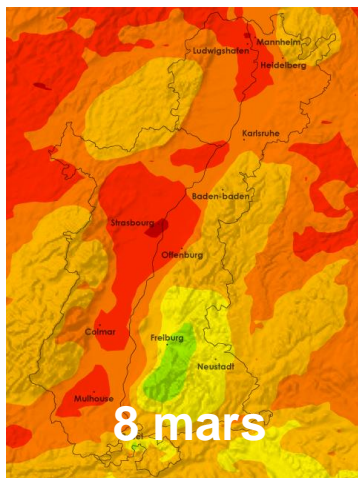 Mannheim
Ludwigshafen
Heidelberg
Karlsruhe
Baden-baden
Strasbourg
Offenburg
Colmar
Freiburg
Neustadt
Mulhouse
8 mars